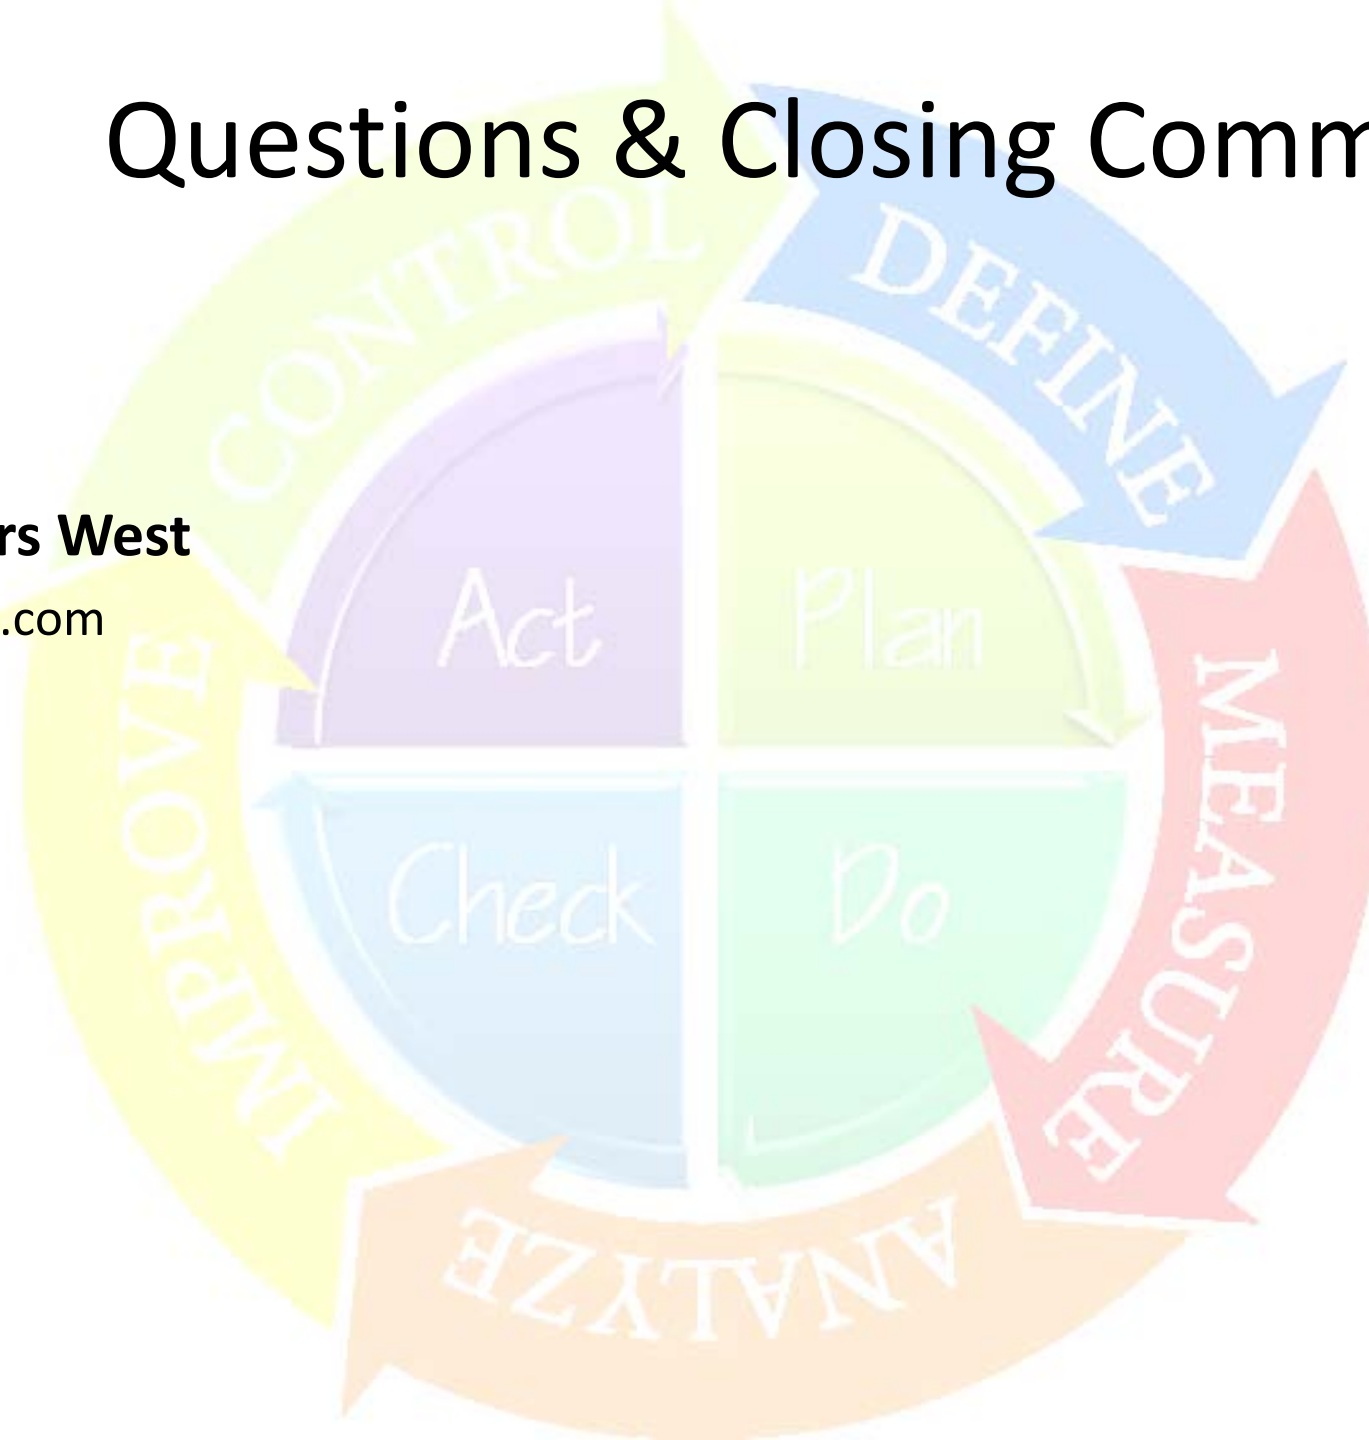 Questions & Closing Comm
CONTROL
DEFINE
rs West
.com
Act
Plan
IMPROVE
MEASURE
Check
Do
ANALYZE